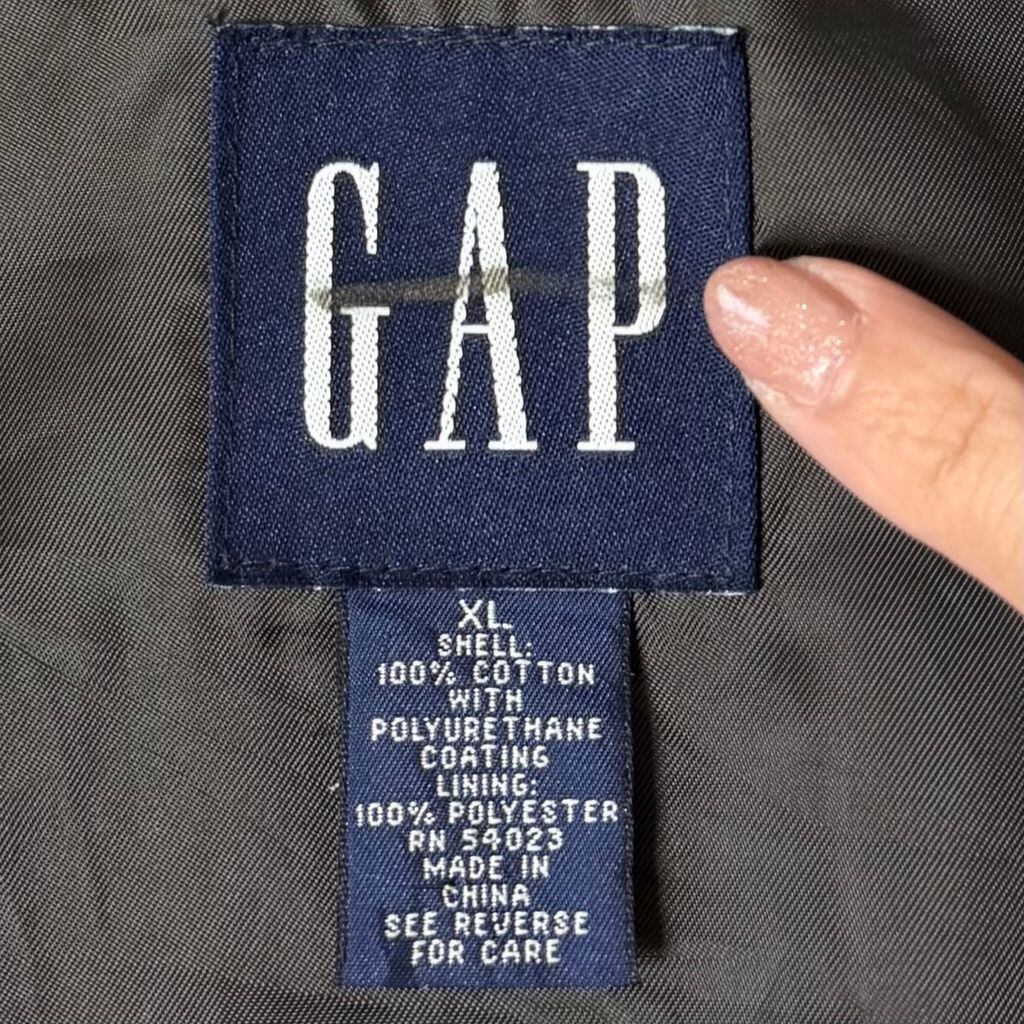 GAP
XL
SHELL:
100% COTTON
WITH
POLYURETHANE
COATING
LINING:
100% POLYESTER
RN 54023
MADE IN
CHINA
SEE REVERSE
FOR CARE